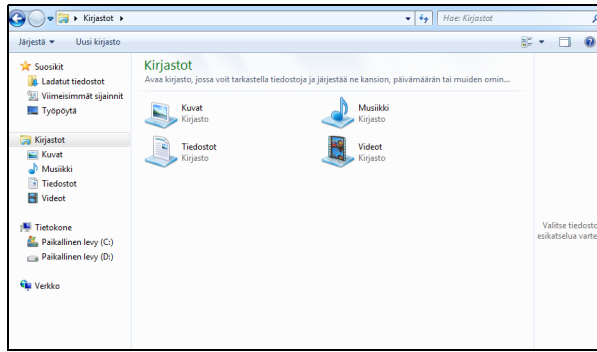 Kirjastot
Hae: Kirjastot
Järjestä
Uusi kirjasto
Suosikit
Ladatut tiedostot
Viimeisimmät sijainnit
Työpöytä
Kirjastot
Kuvat
Musiikki
Tiedostot
Videot
Tietokone
Paikallinen levy (C:)
Paikallinen levy (D:)
Verkko
Kirjastot
Avaa kirjasto, jossa voit tarkastella tiedostoja ja järjestää ne kansion, päivämäärän tai muiden omin...
Kuvat
Kirjasto
Musiikki
Kirjasto
Tiedostot
Kirjasto
Videot
Kirjasto
Valitse tiedosto
esikatselua varte